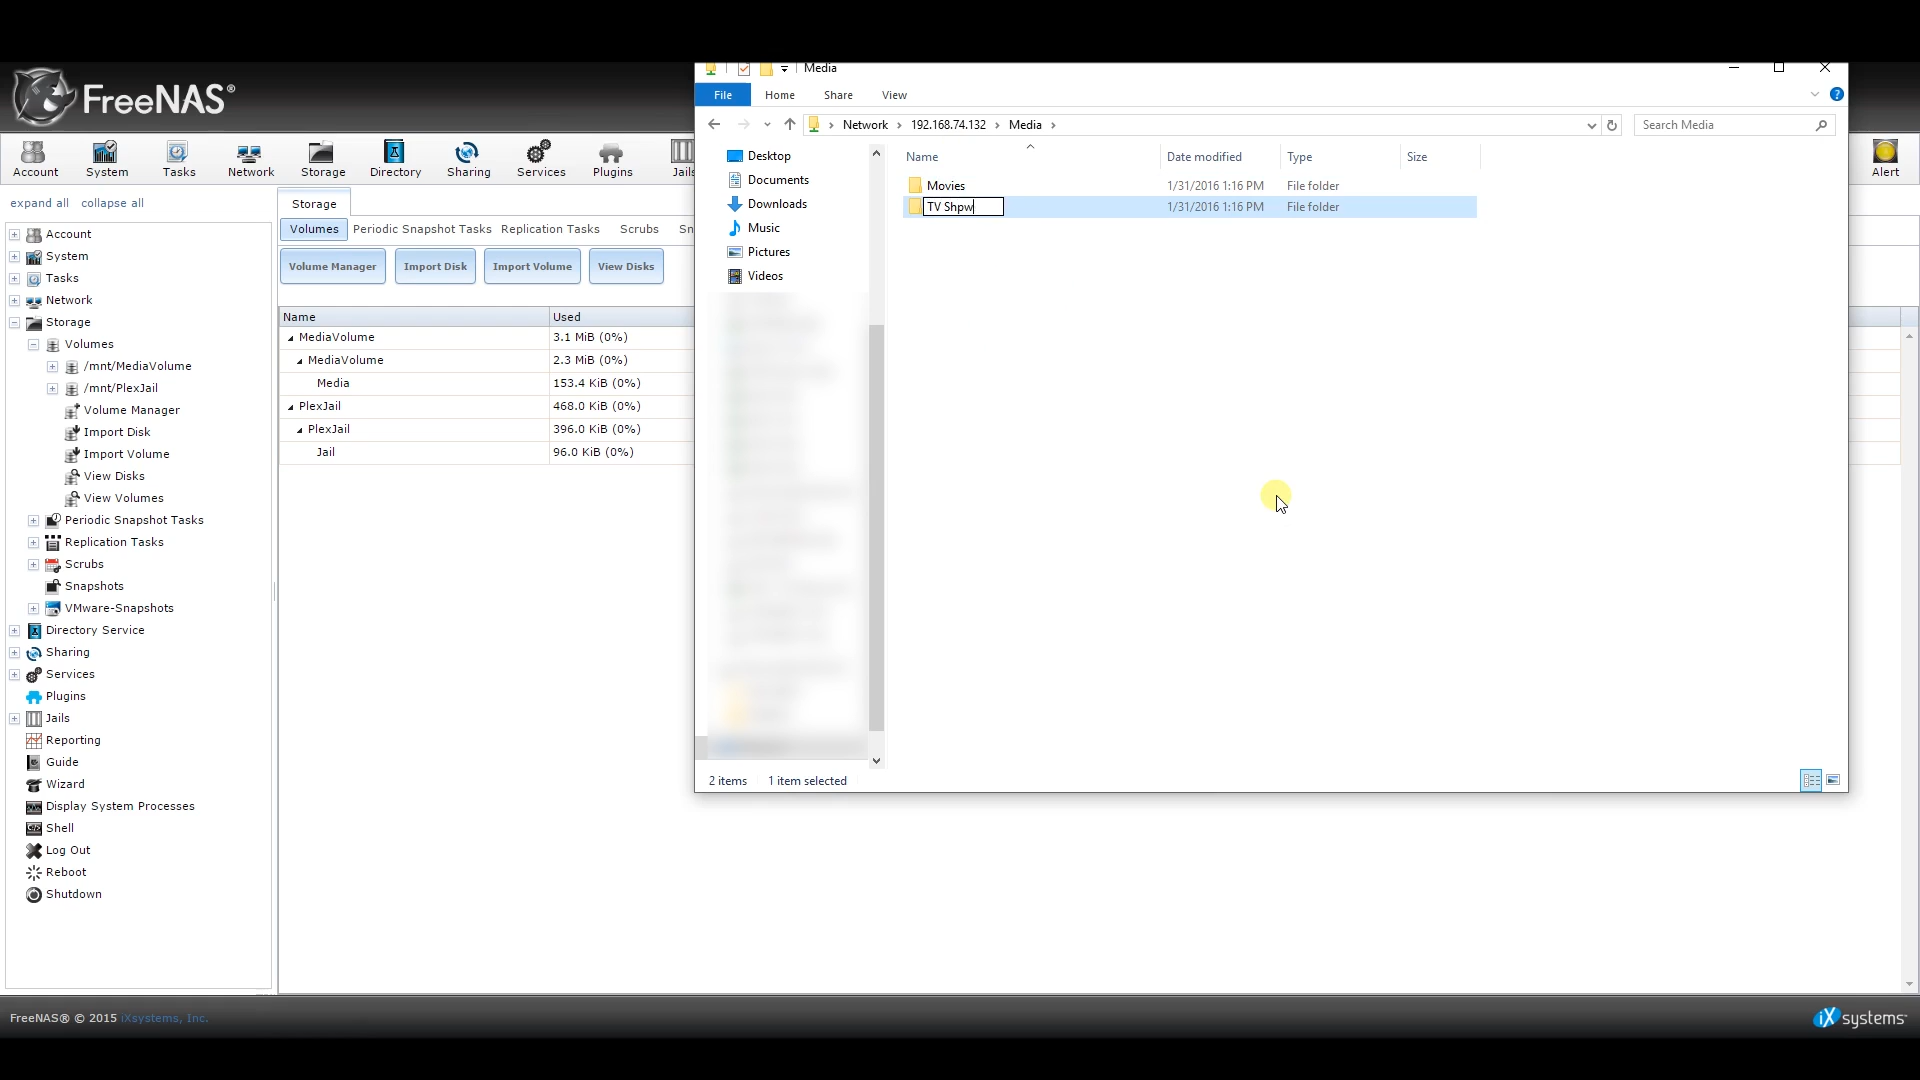 FreeNAS®
Account System Tasks Network Storage Directory Sharing Services Plugins Jails
Alert
expand all collapse all
Account
System
Tasks
Network
Storage
Volumes
/mnt/MediaVolume
/mnt/PlexJail
Volume Manager
Import Disk
Import Volume
View Disks
View Volumes
Periodic Snapshot Tasks
Replication Tasks
Scrubs
Snapshots
VMware-Snapshots
Directory Service
Sharing
Services
Plugins
Jails
Reporting
Guide
Wizard
Display System Processes
Shell
Log Out
Reboot
Shutdown
Storage
Volumes Periodic Snapshot Tasks Replication Tasks Scrubs Sn
Volume Manager Import Disk Import Volume View Disks
Name Used
MediaVolume 3.1 MiB (0%)
MediaVolume 2.3 MiB (0%)
Media 153.4 KiB (0%)
PlexJail 468.0 KiB (0%)
PlexJail 396.0 KiB (0%)
Jail 96.0 KiB (0%)
Media
File Home Share View
Network › 192.168.74.132 › Media ›
Search Media
Desktop
Documents
Downloads
Music
Pictures
Videos
Name Date modified Type Size
Movies 1/31/2016 1:16 PM File folder
TV Shpw 1/31/2016 1:16 PM File folder
2 items 1 item selected
FreeNAS® © 2015 iXsystems, Inc.
iXsystems